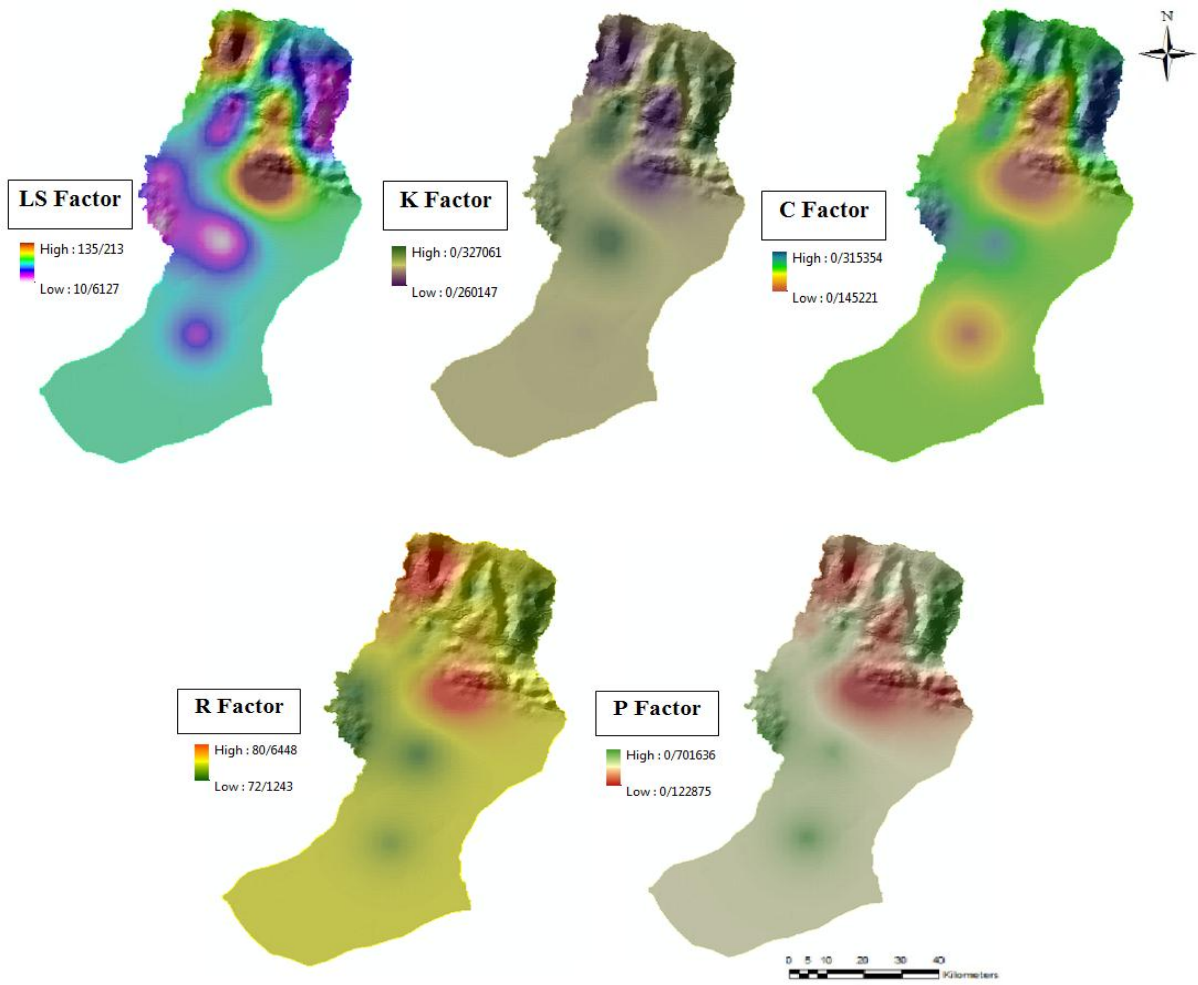 N
LS Factor
High : 135/213
Low : 10/6127
K Factor
High : 0/327061
Low : 0/260147
C Factor
High : 0/315354
Low : 0/145221
R Factor
High : 80/6448
Low : 72/1243
P Factor
High : 0/701636
Low : 0/122875
0 5 10 20 30 40
Kilometers